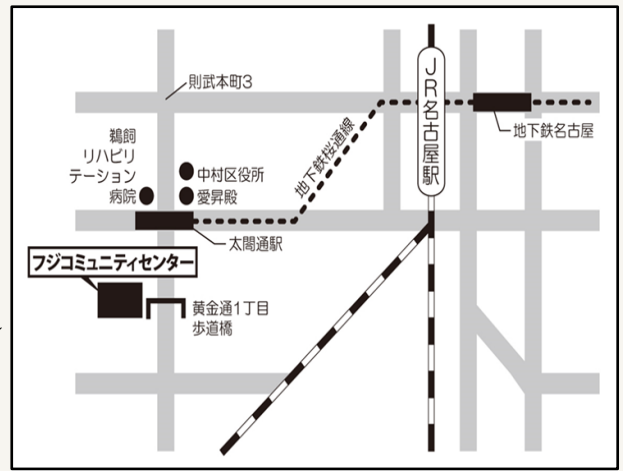 則武本町3
JR名古屋駅
地下鉄名古屋
地下鉄桜通線
鵜飼
リハビリ
テーション
病院
中村区役所
愛昇殿
太閤通駅
フジコミュニティセンター
黄金通1丁目
歩道橋